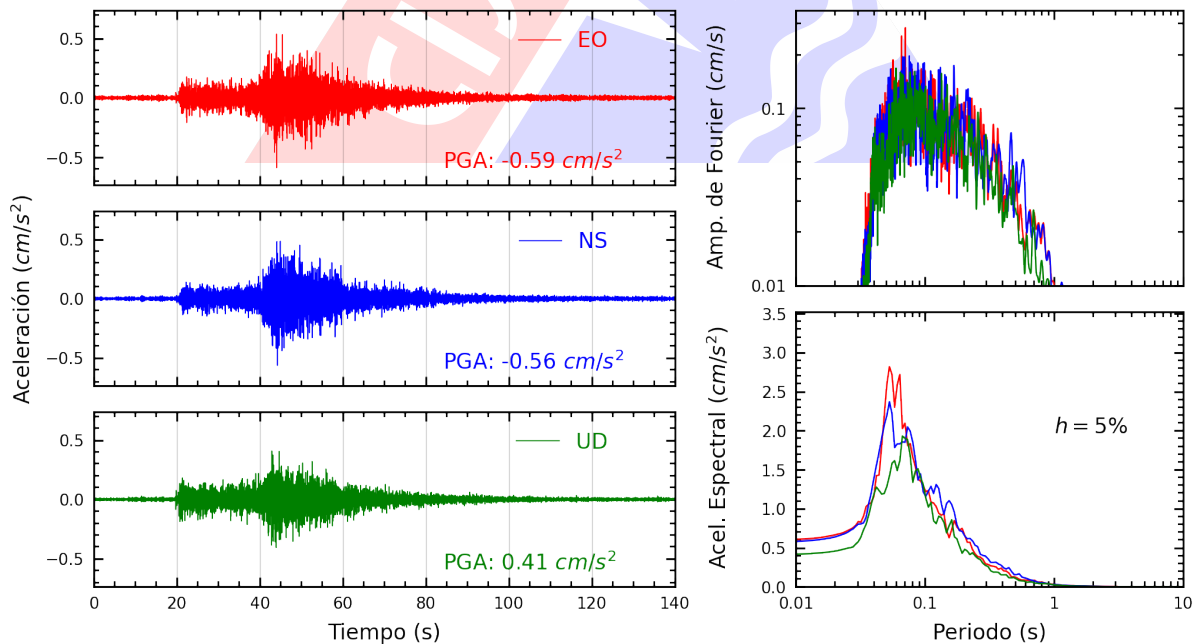 Aceleración (cm/s²)
0.5
0.0
−0.5
EO
PGA: -0.59 cm/s²
0.5
0.0
−0.5
NS
PGA: -0.56 cm/s²
0.5
0.0
−0.5
UD
PGA: 0.41 cm/s²
0 20 40 60 80 100 120 140
Tiempo (s)
Amp. de Fourier (cm/s)
0.1
0.01
Acel. Espectral (cm/s²)
3.5
3.0
2.5
2.0
1.5
1.0
0.5
0.0
h = 5%
0.01 0.1 1 10
Periodo (s)